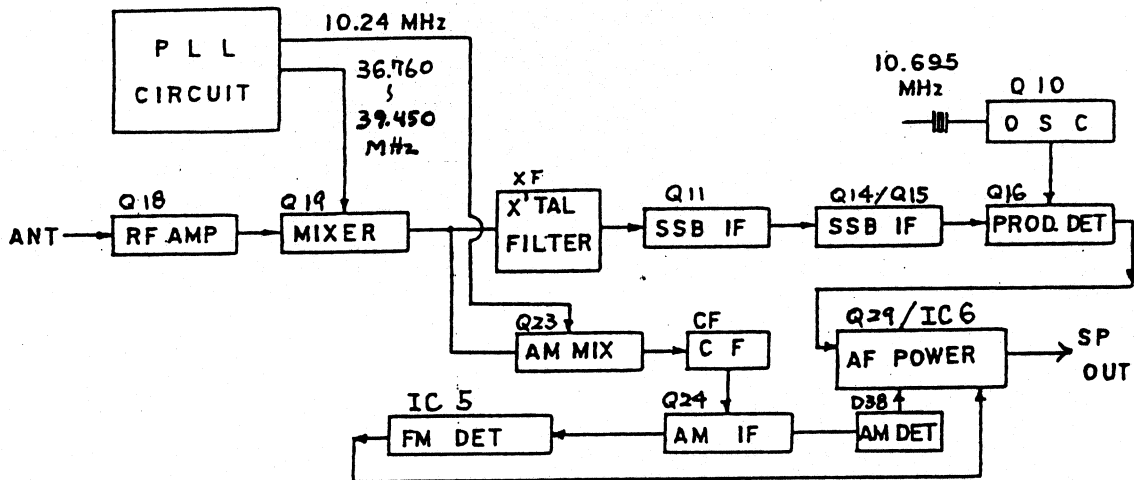 P L L
CIRCUIT
10.24 MHz
36.760
∫
39.450
MHz
10.695
MHz
Q10
O S C
Q18
RF.AMP
Q19
MIXER
XF
X'TAL
FILTER
Q11
SSB IF
Q14/Q15
SSB IF
Q16
PROD. DET
ANT
Q23
AM MIX
CF
C F
Q29/IC6
AF POWER
SP
OUT
IC 5
FM DET
Q24
AM IF
D38
AM DET